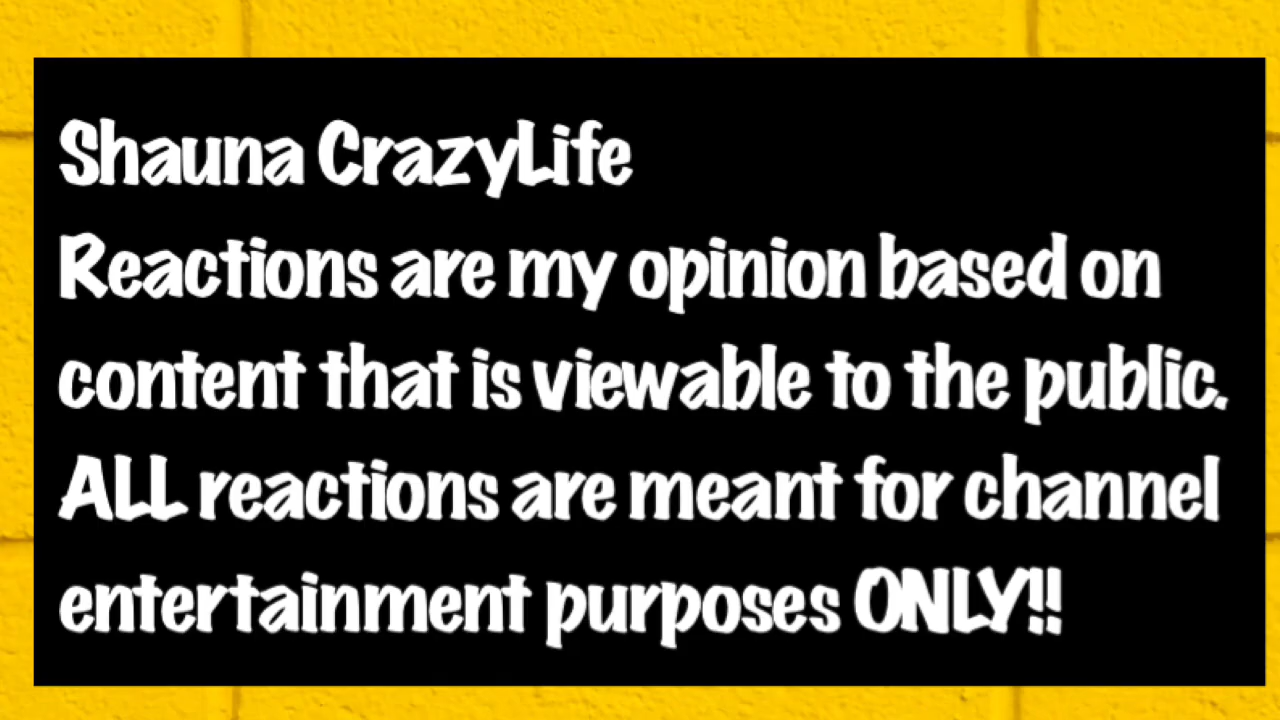 Shauna CrazyLife
Reactions are my opinion based on
content that is viewable to the public.
ALL reactions are meant for channel
entertainment purposes ONLY!!